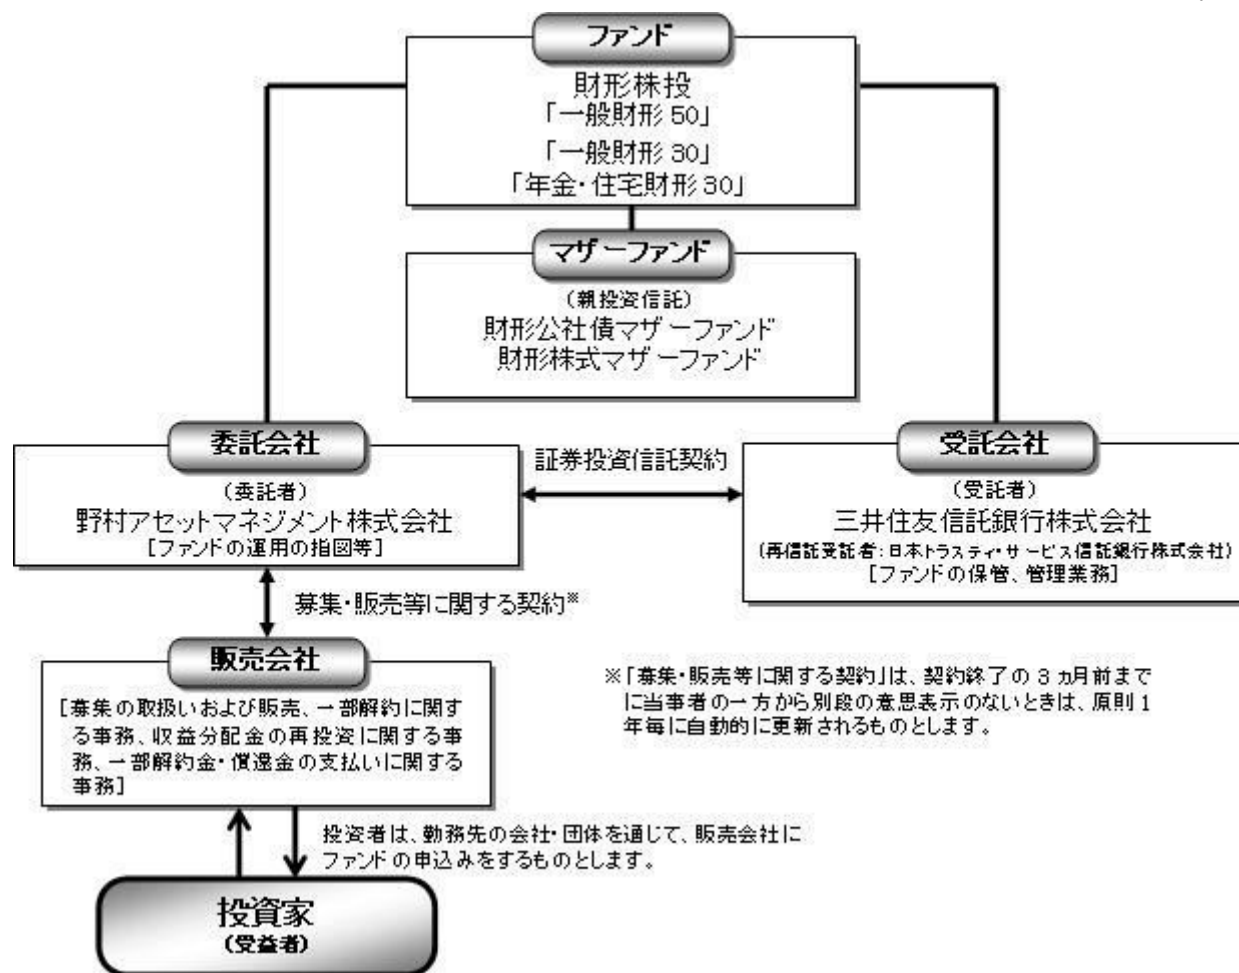 ファンド
財形株投
「一般財形50」
「一般財形30」
「年金・住宅財形30」
マザーファンド
(親投資信託)
財形公社債マザーファンド
財形株式マザーファンド
委託会社
(委託者)
野村アセットマネジメント株式会社
[ファンドの運用の指図等]
証券投資信託契約
受託会社
(受託者)
三井住友信託銀行株式会社
(再信託受託者:日本トラスティ・サービス信託銀行株式会社)
[ファンドの保管、管理業務]
募集・販売等に関する契約※
販売会社
[募集の取扱いおよび販売、一部解約に関す
る事務、収益分配金の再投資に関する事
務、一部解約金・償還金の支払いに関する
事務]
※「募集・販売等に関する契約」は、契約終了の3ヵ月前まで
に当事者の一方から別段の意思表示のないときは、原則1
年毎に自動的に更新されるものとします。
投資者は、勤務先の会社・団体を通じて、販売会社に
ファンドの申込みをするものとします。
投資家
(受益者)